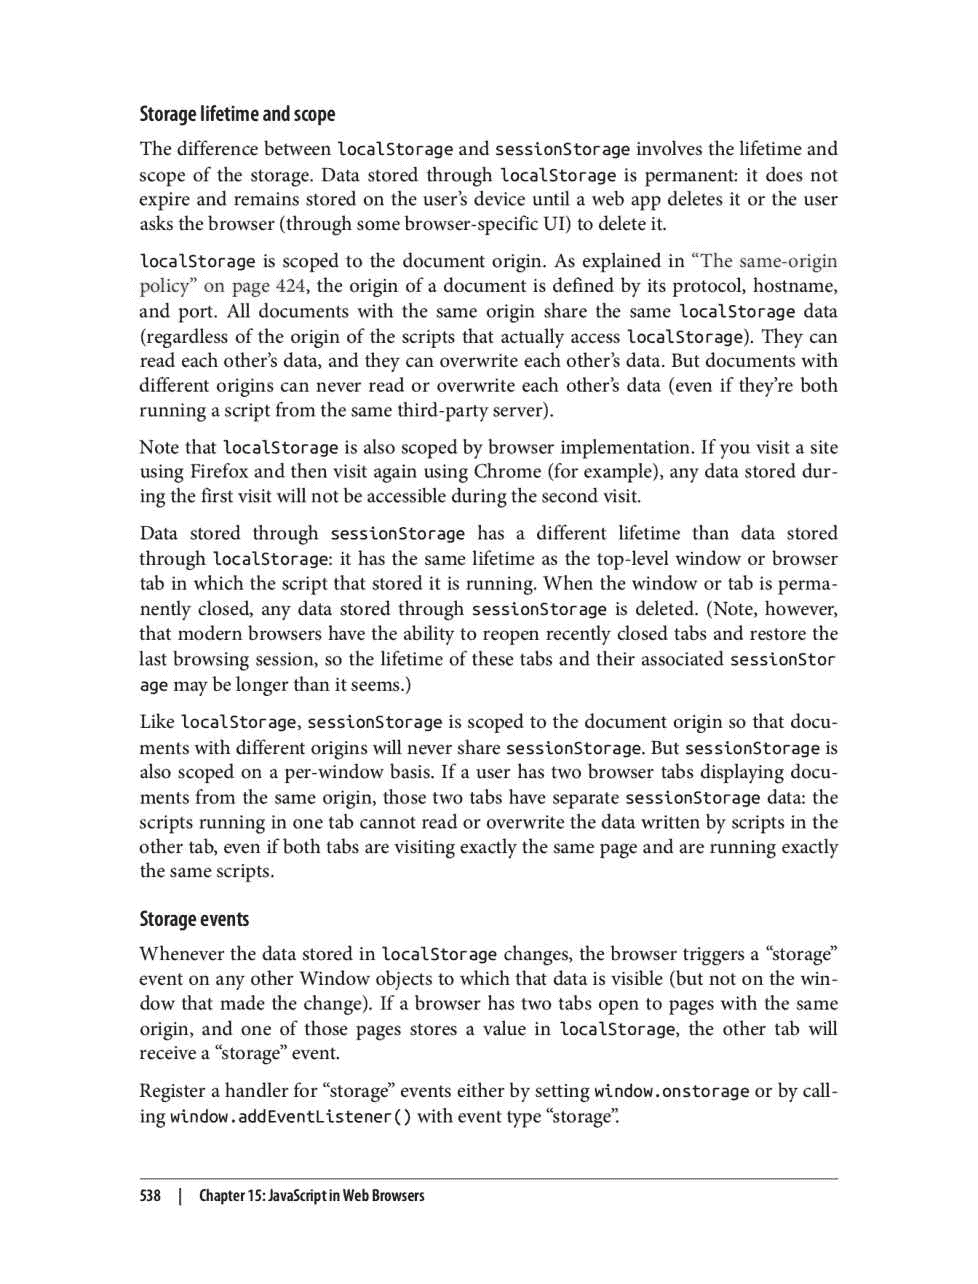 Storage lifetime and scope
The difference between localStorage and sessionStorage involves the lifetime and
scope of the storage. Data stored through localStorage is permanent: it does not
expire and remains stored on the user’s device until a web app deletes it or the user
asks the browser (through some browser-specific UI) to delete it.
localStorage is scoped to the document origin. As explained in “The same-origin
policy” on page 424, the origin of a document is defined by its protocol, hostname,
and port. All documents with the same origin share the same localStorage data
(regardless of the origin of the scripts that actually access localStorage). They can
read each other’s data, and they can overwrite each other’s data. But documents with
different origins can never read or overwrite each other’s data (even if they’re both
running a script from the same third-party server).
Note that localStorage is also scoped by browser implementation. If you visit a site
using Firefox and then visit again using Chrome (for example), any data stored dur-
ing the first visit will not be accessible during the second visit.
Data stored through sessionStorage has a different lifetime than data stored
through localStorage: it has the same lifetime as the top-level window or browser
tab in which the script that stored it is running. When the window or tab is perma-
nently closed, any data stored through sessionStorage is deleted. (Note, however,
that modern browsers have the ability to reopen recently closed tabs and restore the
last browsing session, so the lifetime of these tabs and their associated sessionStor
age may be longer than it seems.)
Like localStorage, sessionStorage is scoped to the document origin so that docu-
ments with different origins will never share sessionStorage. But sessionStorage is
also scoped on a per-window basis. If a user has two browser tabs displaying docu-
ments from the same origin, those two tabs have separate sessionStorage data: the
scripts running in one tab cannot read or overwrite the data written by scripts in the
other tab, even if both tabs are visiting exactly the same page and are running exactly
the same scripts.
Storage events
Whenever the data stored in localStorage changes, the browser triggers a “storage”
event on any other Window objects to which that data is visible (but not on the win-
dow that made the change). If a browser has two tabs open to pages with the same
origin, and one of those pages stores a value in localStorage, the other tab will
receive a “storage” event.
Register a handler for “storage” events either by setting window.onstorage or by call-
ing window.addEventListener() with event type “storage”.
538 | Chapter 15: JavaScript in Web Browsers